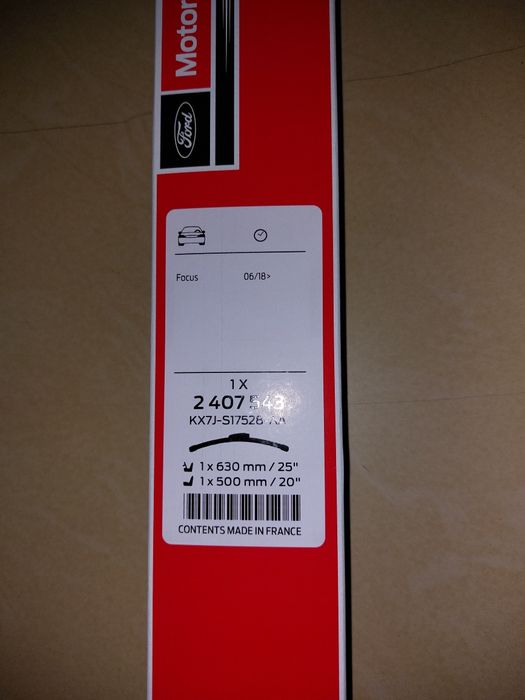 Motor
Ford
Focus 06/18>
1 X
2 407 543
KX7J-S17528-AA
1 x 630 mm / 25"
1 x 500 mm / 20"
CONTENTS MADE IN FRANCE